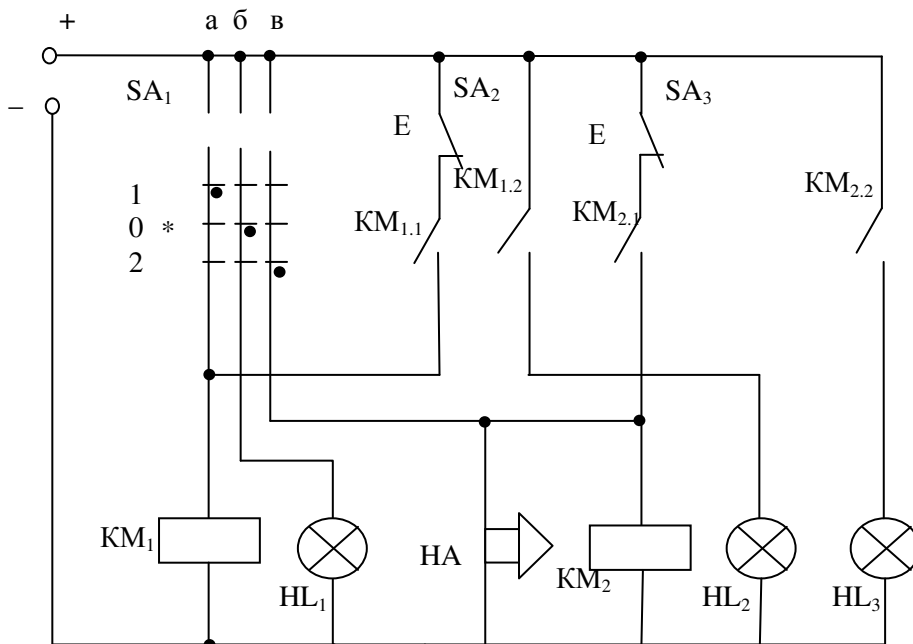 + а б в
–
SA1 SA2 SA3
E E
1 KM1.2 KM2.2
0 * KM1.1 KM2.1
2
KM1 HA KM2
HL1 HL2 HL3